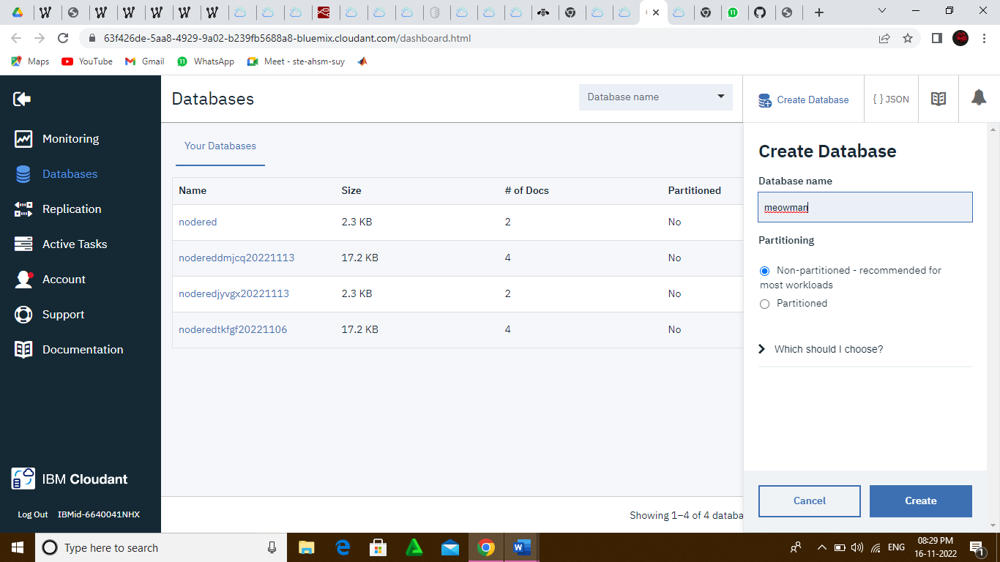 63f426de-5aa8-4929-9a02-b239fb5688a8-bluemix.cloudant.com/dashboard.html
Maps YouTube Gmail 11 WhatsApp Meet - ste-ahsm-suy
Monitoring
Databases
Replication
Active Tasks
Account
Support
Documentation
IBM Cloudant
Log Out IBMid-6640041NHX
Databases
Database name
Create Database
{ } JSON
Your Databases
Name Size # of Docs Partitioned
nodered 2.3 KB 2 No
nodereddmjcq20221113 17.2 KB 4 No
noderedjyvgx20221113 2.3 KB 2 No
noderedtkfgf20221106 17.2 KB 4 No
Showing 1–4 of 4 databa
Create Database
Database name
meowman
Partitioning
Non-partitioned - recommended for
most workloads
Partitioned
Which should I choose?
Cancel Create
Type here to search
ENG
08:29 PM
16-11-2022
1